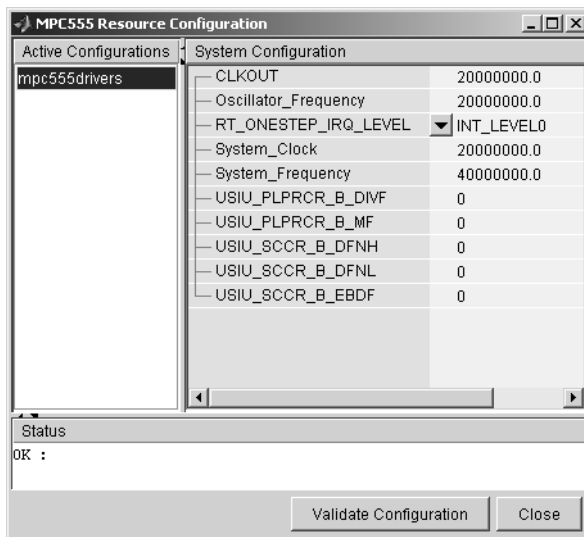 MPC555 Resource Configuration
Active Configurations System Configuration
mpc555drivers
CLKOUT 20000000.0
Oscillator_Frequency 20000000.0
RT_ONESTEP_IRQ_LEVEL INT_LEVEL0
System_Clock 20000000.0
System_Frequency 40000000.0
USIU_PLPRCR_B_DIVF 0
USIU_PLPRCR_B_MF 0
USIU_SCCR_B_DFNH 0
USIU_SCCR_B_DFNL 0
USIU_SCCR_B_EBDF 0
Status
OK :
Validate Configuration Close